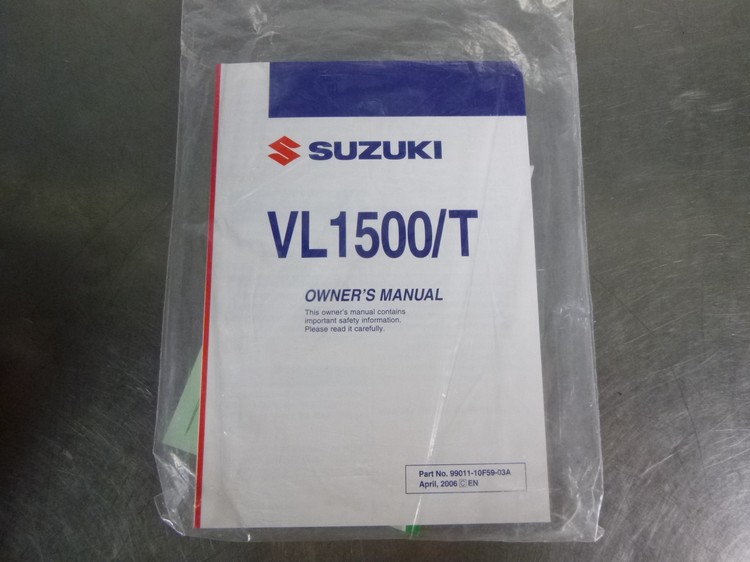 SUZUKI
VL1500/T
OWNER'S MANUAL
This owner's manual contains
important safety information.
Please read it carefully.
Part No. 99011-10F59-03A
April, 2006 Ⓒ EN